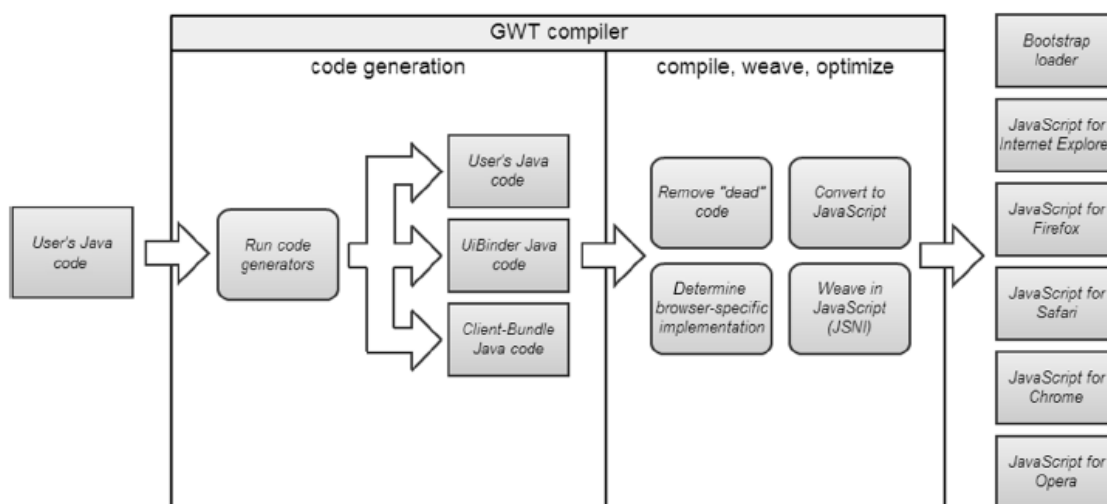 GWT compiler
code generation
compile, weave, optimize
User's Java
code
Run code
generators
User's Java
code
UiBinder Java
code
Client-Bundle
Java code
Remove "dead"
code
Convert to
JavaScript
Determine
browser-specific
implementation
Weave in
JavaScript
(JSNI)
Bootstrap
loader
JavaScript for
Internet Explore
JavaScript for
Firefox
JavaScript for
Safari
JavaScript for
Chrome
JavaScript for
Opera